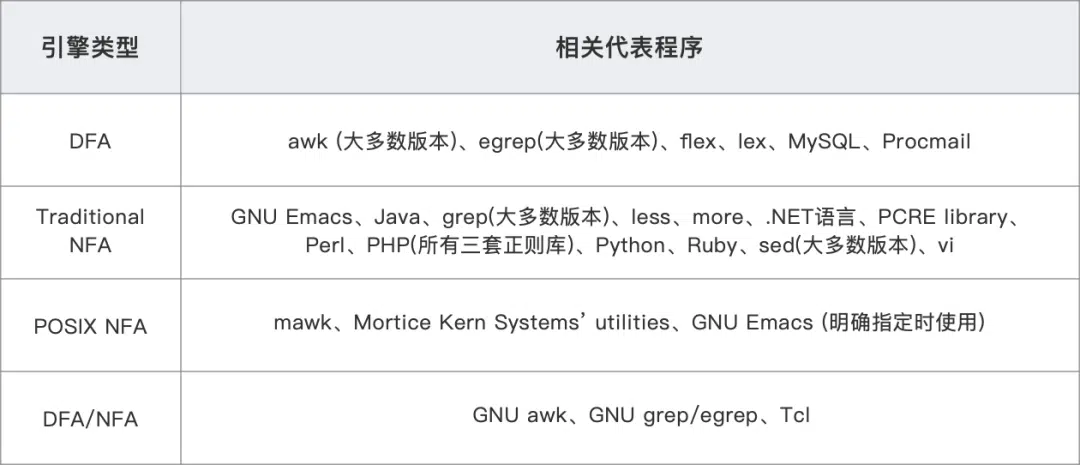 引擎类型
相关代表程序
DFA
awk (大多数版本)、egrep(大多数版本)、flex、lex、MySQL、Procmail
Traditional
NFA
GNU Emacs、Java、grep(大多数版本)、less、more、.NET语言、PCRE library、
Perl、PHP(所有三套正则库)、Python、Ruby、sed(大多数版本)、vi
POSIX NFA
mawk、Mortice Kern Systems’ utilities、GNU Emacs (明确指定时使用)
DFA/NFA
GNU awk、GNU grep/egrep、Tcl